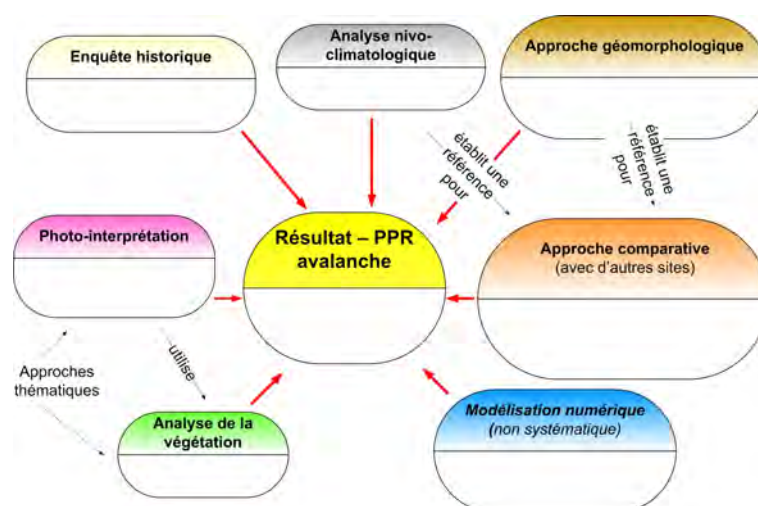 Enquête historique
Analyse nivo-
climatologique
Approche géomorphologique
établit une
référence
pour
établit une
référence
pour
Photo-interprétation
Résultat – PPR
avalanche
Approche comparative
(avec d'autres sites)
utilise
Approches
thématiques
Analyse de la
végétation
Modélisation numérique
(non systématique)